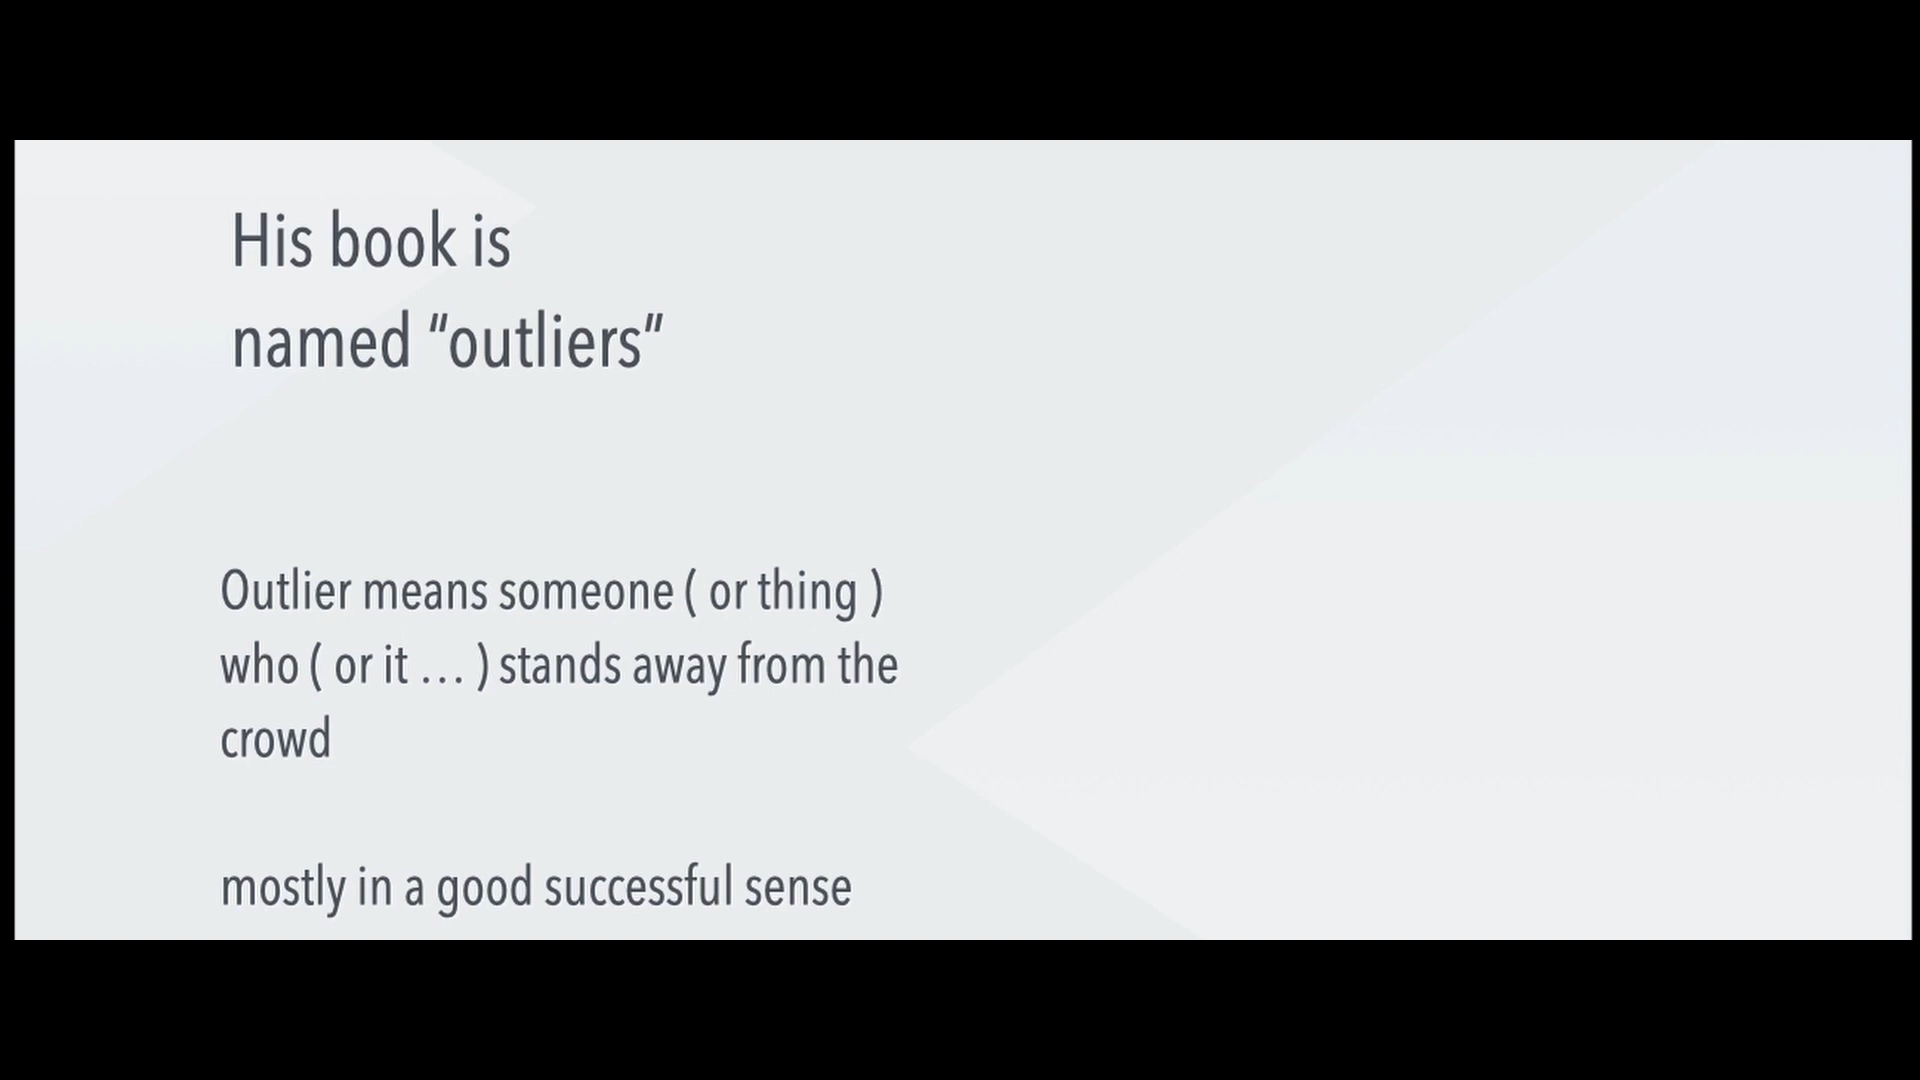 His book is
named “outliers”
Outlier means someone ( or thing )
who ( or it … ) stands away from the
crowd
mostly in a good successful sense